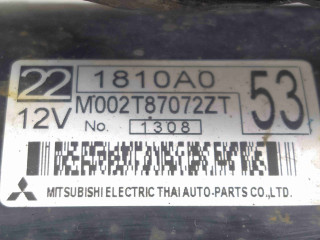 22 1810A0 53
12V M002T87072ZT
No. 1308
MITSUBISHI ELECTRIC THAI AUTO-PARTS CO., LTD.